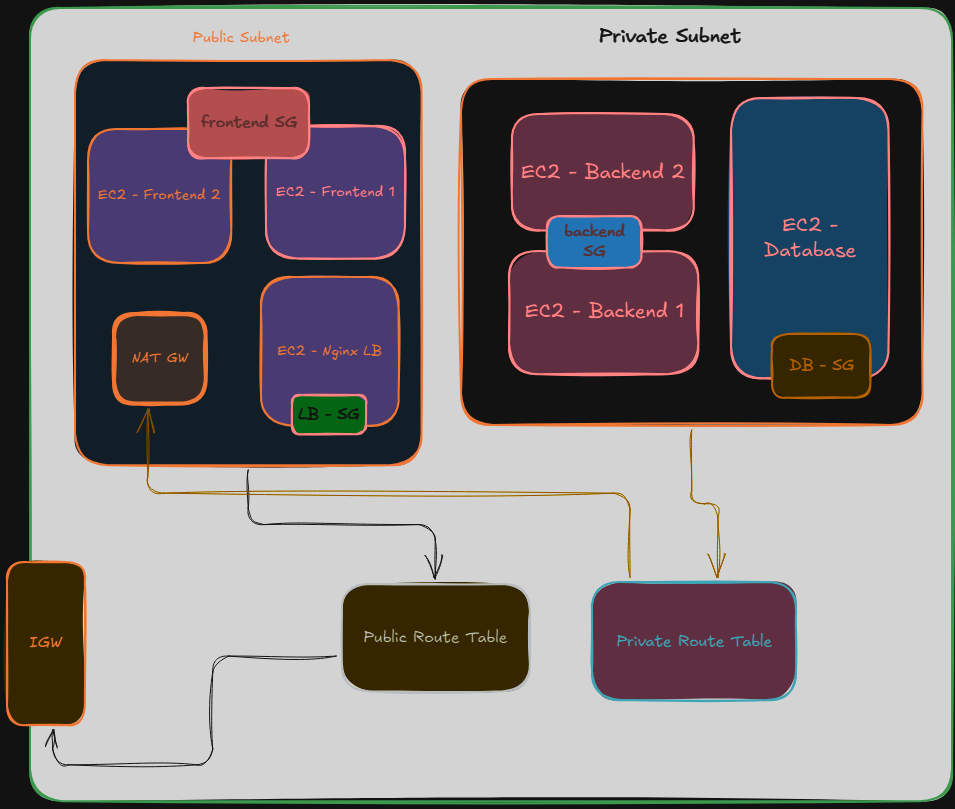 Public Subnet
Private Subnet
frontend SG
EC2 - Frontend 2
EC2 - Frontend 1
NAT GW
EC2 - Nginx LB
LB - SG
EC2 - Backend 2
backend
SG
EC2 - Backend 1
EC2 -
Database
DB - SG
IGW
Public Route Table
Private Route Table